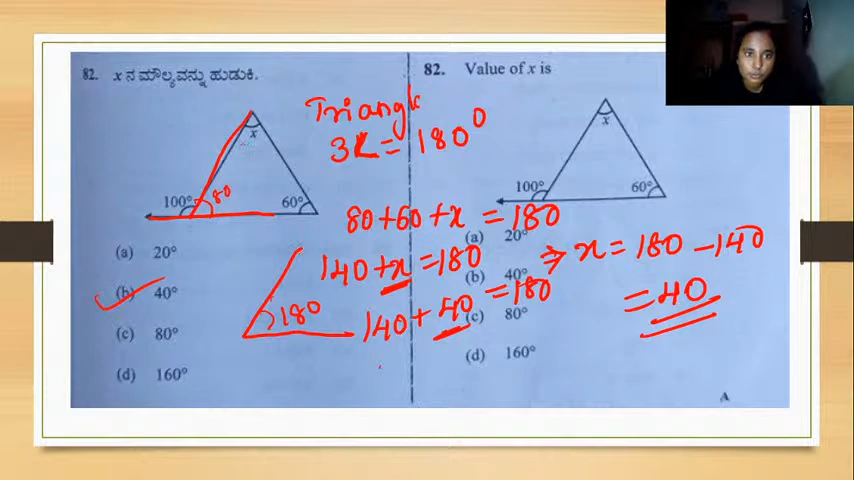 82. x ನ ಮೌಲ್ಯವನ್ನು ಹುಡುಕಿ.
x
100°
80
60°
(a) 20°
(b) 40°
(c) 80°
(d) 160°
Triangle
3∠ = 180⁰
80+60+x = 180
140+x = 180
180
140+40 = 180
82. Value of x is
x
100°
60°
(a) 20°
(b) 40°
(c) 80°
(d) 160°
⇒ x = 180 - 140
= 40
A